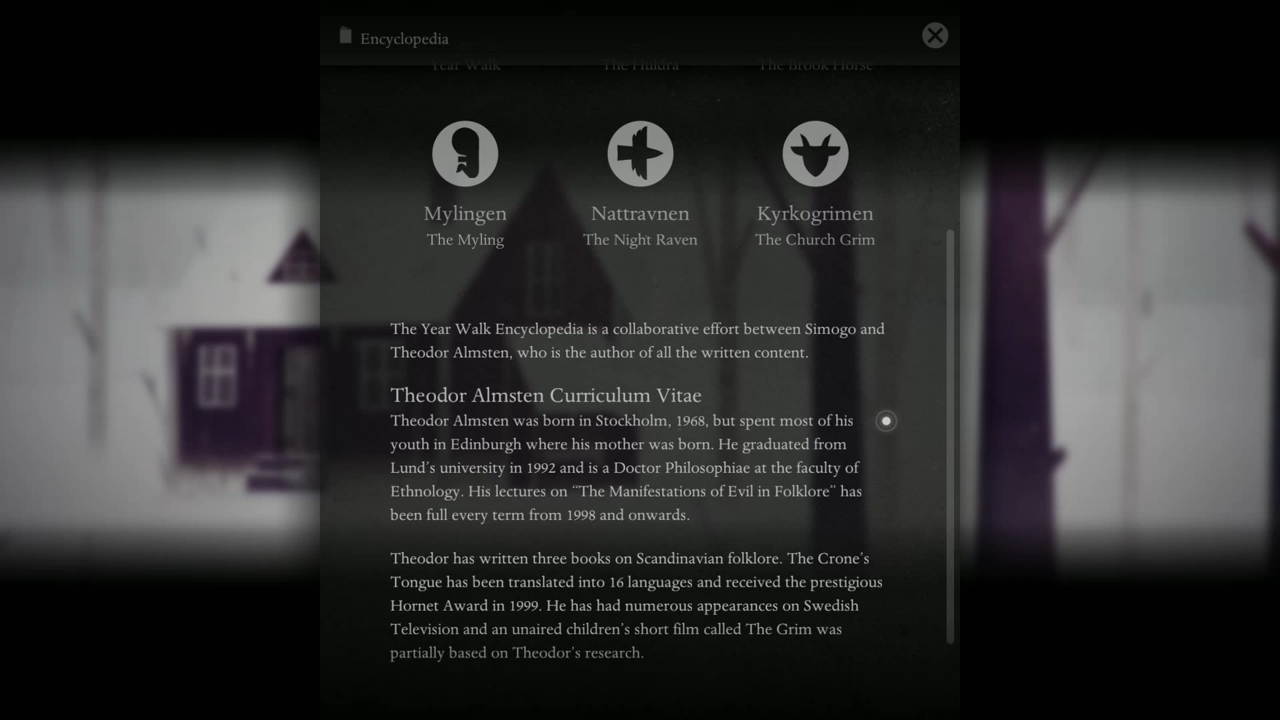 Encyclopedia
Year Walk The Huldra The Brook Horse
Mylingen Nattravnen Kyrkogrimen
The Myling The Night Raven The Church Grim
The Year Walk Encyclopedia is a collaborative effort between Simogo and
Theodor Almsten, who is the author of all the written content.
Theodor Almsten Curriculum Vitae
Theodor Almsten was born in Stockholm, 1968, but spent most of his
youth in Edinburgh where his mother was born. He graduated from
Lund's university in 1992 and is a Doctor Philosophiae at the faculty of
Ethnology. His lectures on "The Manifestations of Evil in Folklore" has
been full every term from 1998 and onwards.
Theodor has written three books on Scandinavian folklore. The Crone's
Tongue has been translated into 16 languages and received the prestigious
Hornet Award in 1999. He has had numerous appearances on Swedish
Television and an unaired children's short film called The Grim was
partially based on Theodor's research.